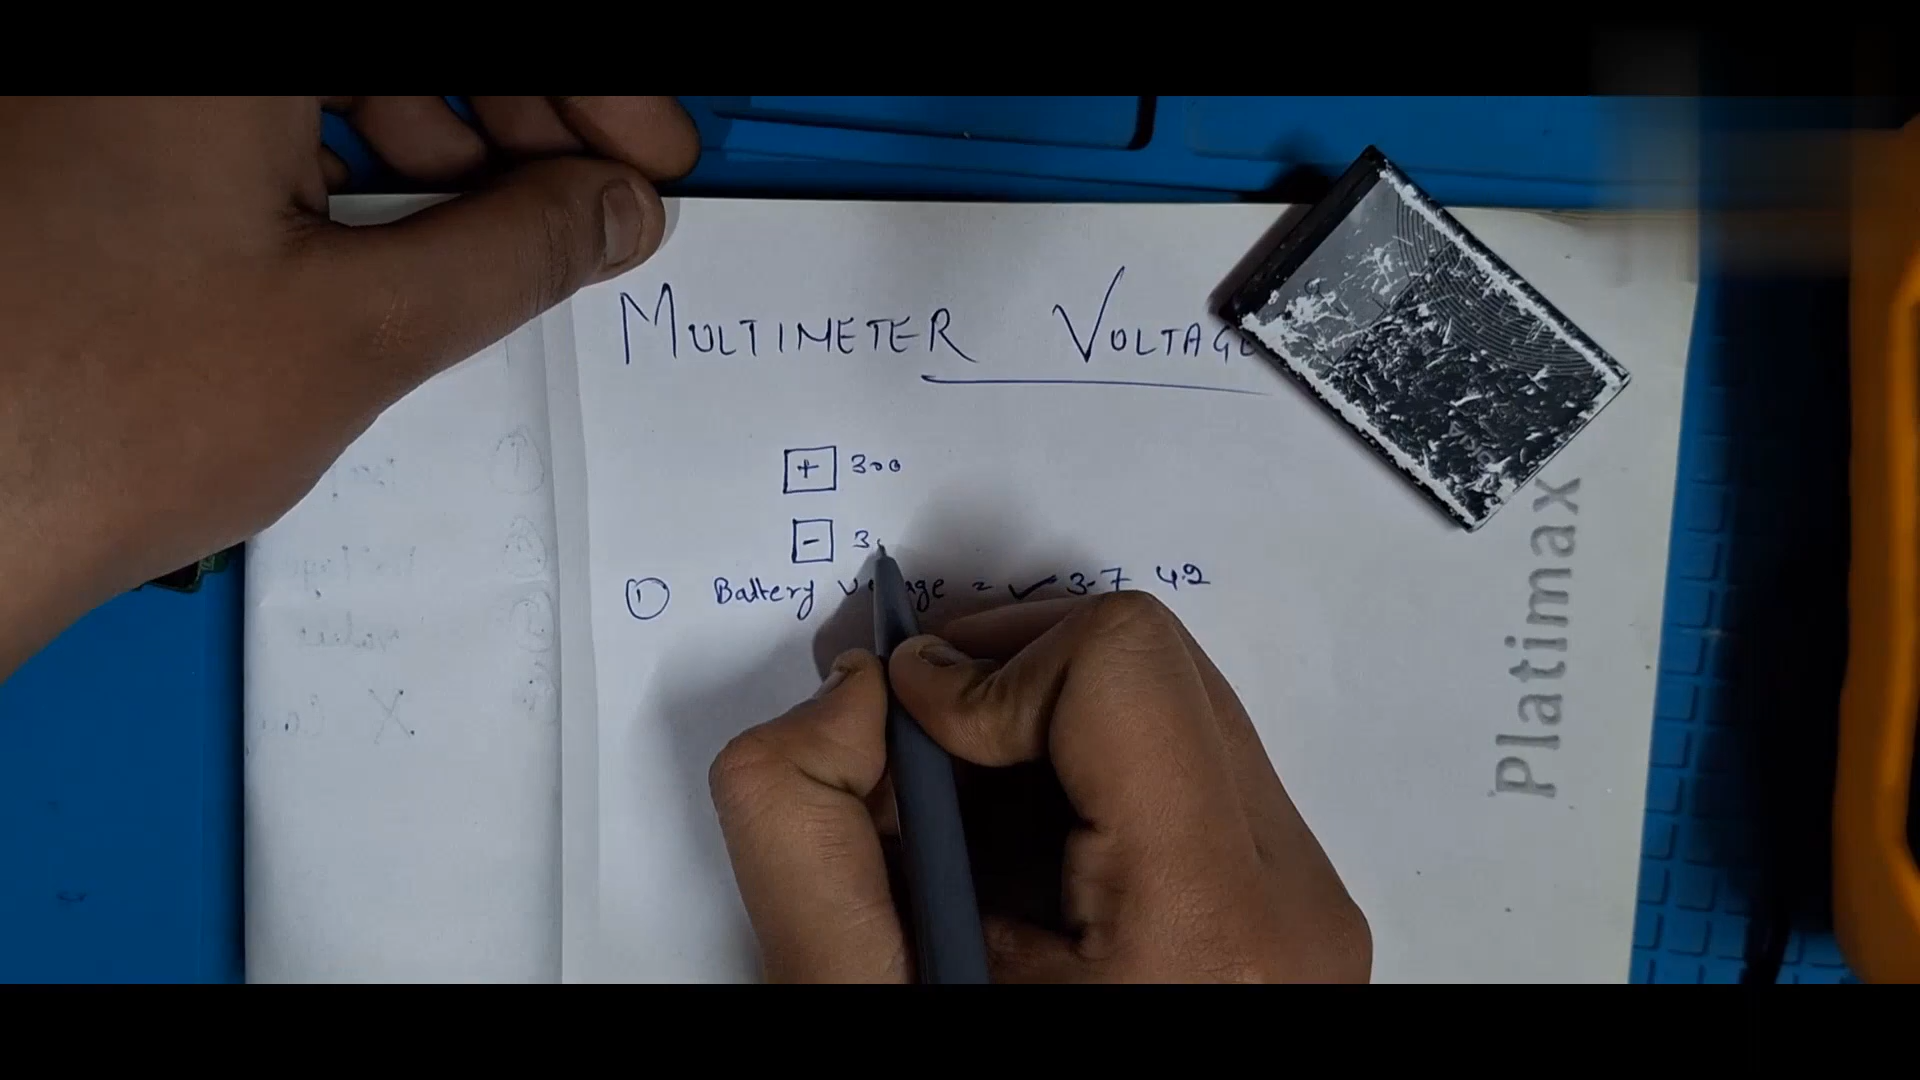 MULTIMETER VOLTAGE
+ 300
- 3
① Battery Voltage = ✓ 3.7 4.2
Platimax